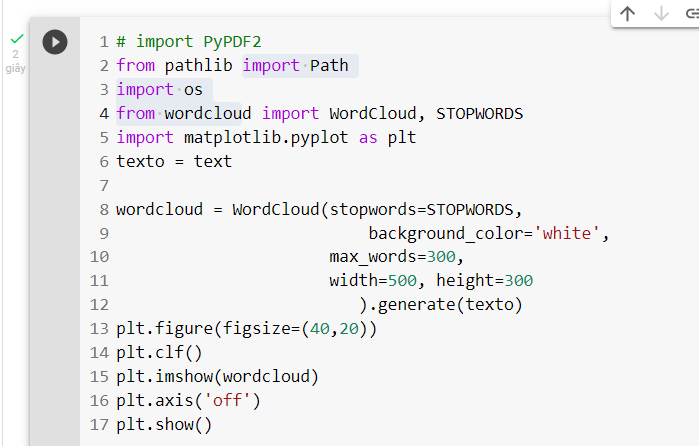 2
giây
1 # import PyPDF2
2 from pathlib import Path
3 import os
4 from wordcloud import WordCloud, STOPWORDS
5 import matplotlib.pyplot as plt
6 texto = text
7
8 wordcloud = WordCloud(stopwords=STOPWORDS,
9                           background_color='white',
10                      max_words=300,
11                      width=500, height=300
12                         ).generate(texto)
13 plt.figure(figsize=(40,20))
14 plt.clf()
15 plt.imshow(wordcloud)
16 plt.axis('off')
17 plt.show()